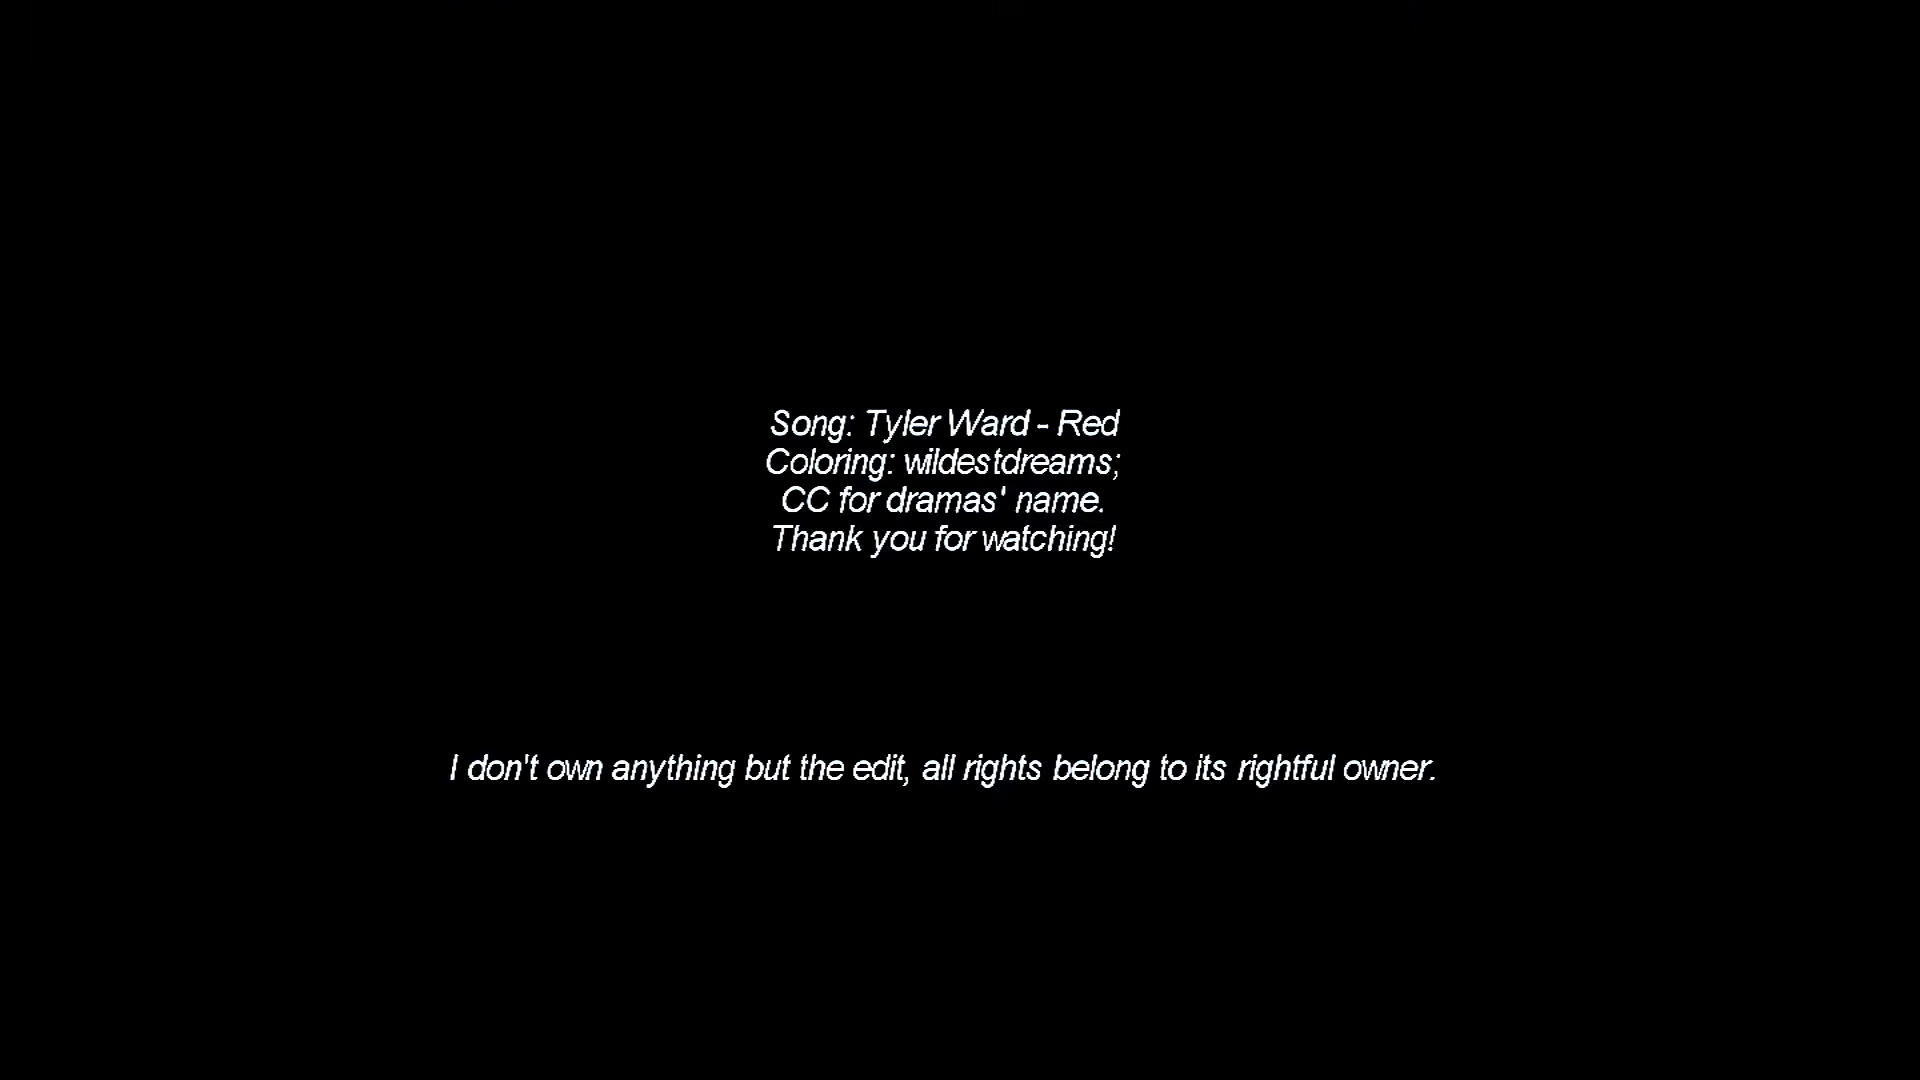 Song: Tyler Ward - Red
Coloring: wildestdreams;
CC for dramas' name.
Thank you for watching!
I don't own anything but the edit, all rights belong to its rightful owner.